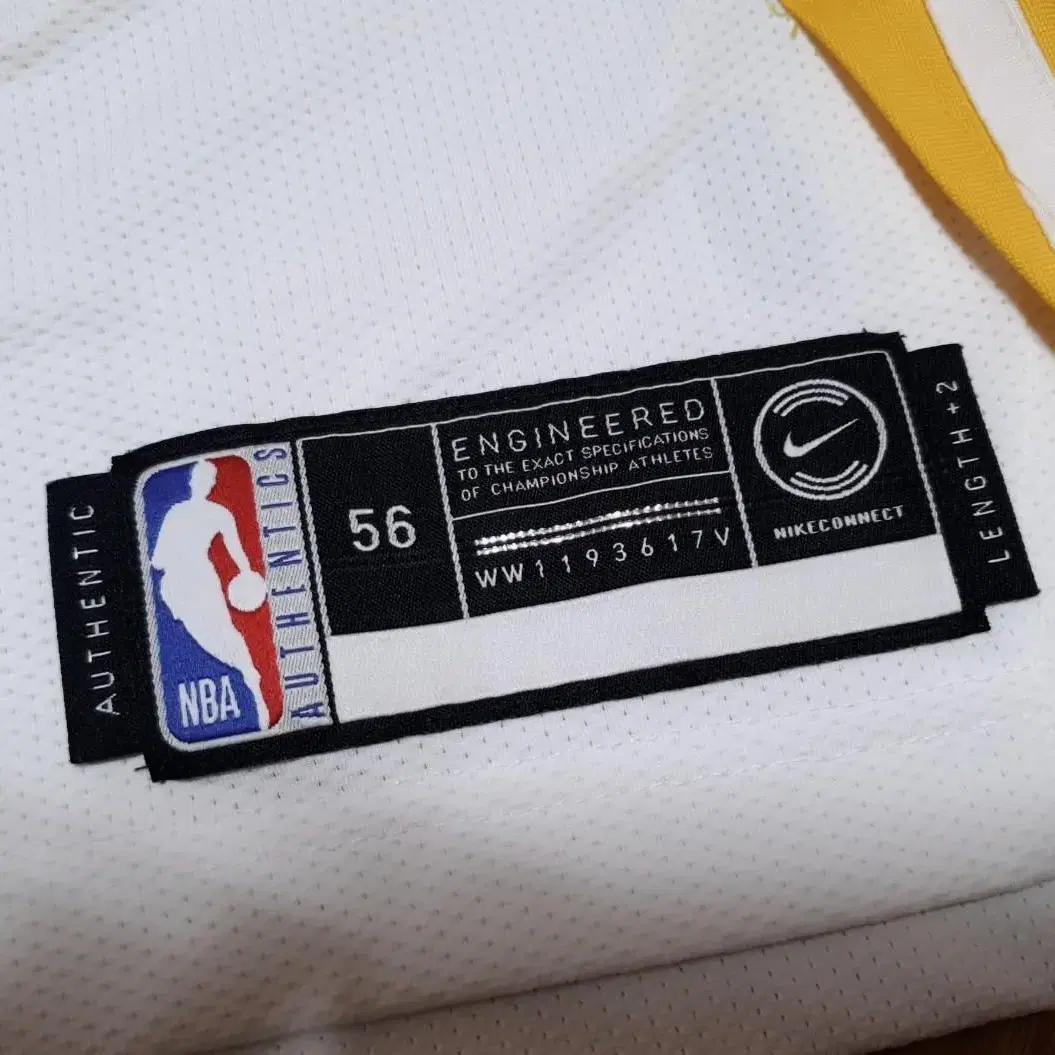 AUTHENTIC
NBA
AUTHENTICS
56
ENGINEERED
TO THE EXACT SPECIFICATIONS
OF CHAMPIONSHIP ATHLETES
WW1193617V
NIKECONNECT
LENGTH +2